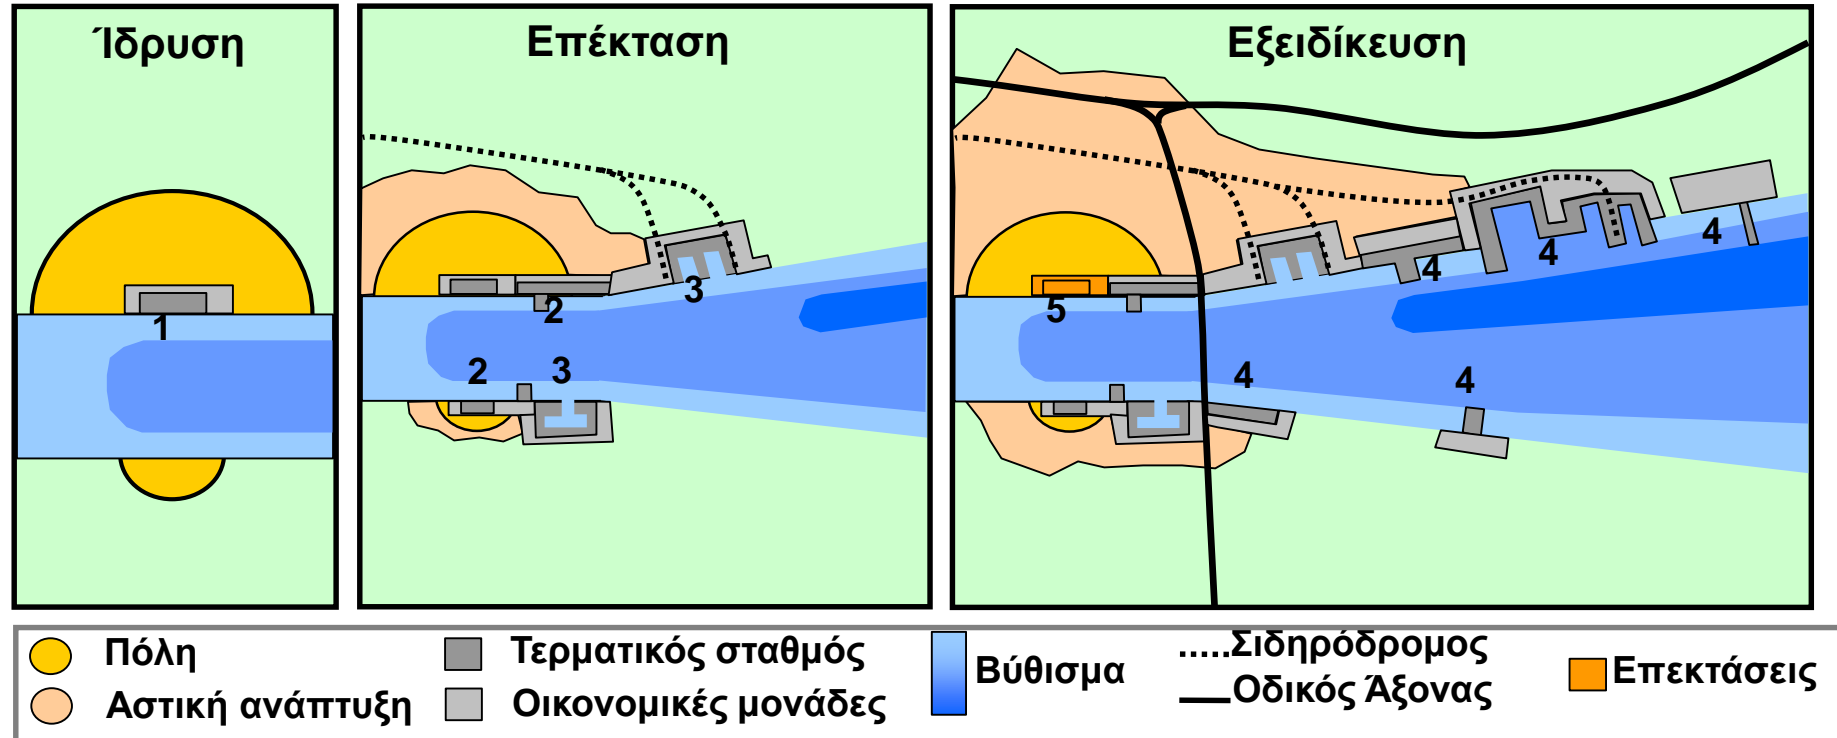 Ίδρυση
Επέκταση
Εξειδίκευση
1
2
3
2
3
4
4
4
5
4
4
Πόλη
Αστική ανάπτυξη
Τερματικός σταθμός
Οικονομικές μονάδες
Βύθισμα
Σιδηρόδρομος
Οδικός Άξονας
Επεκτάσεις